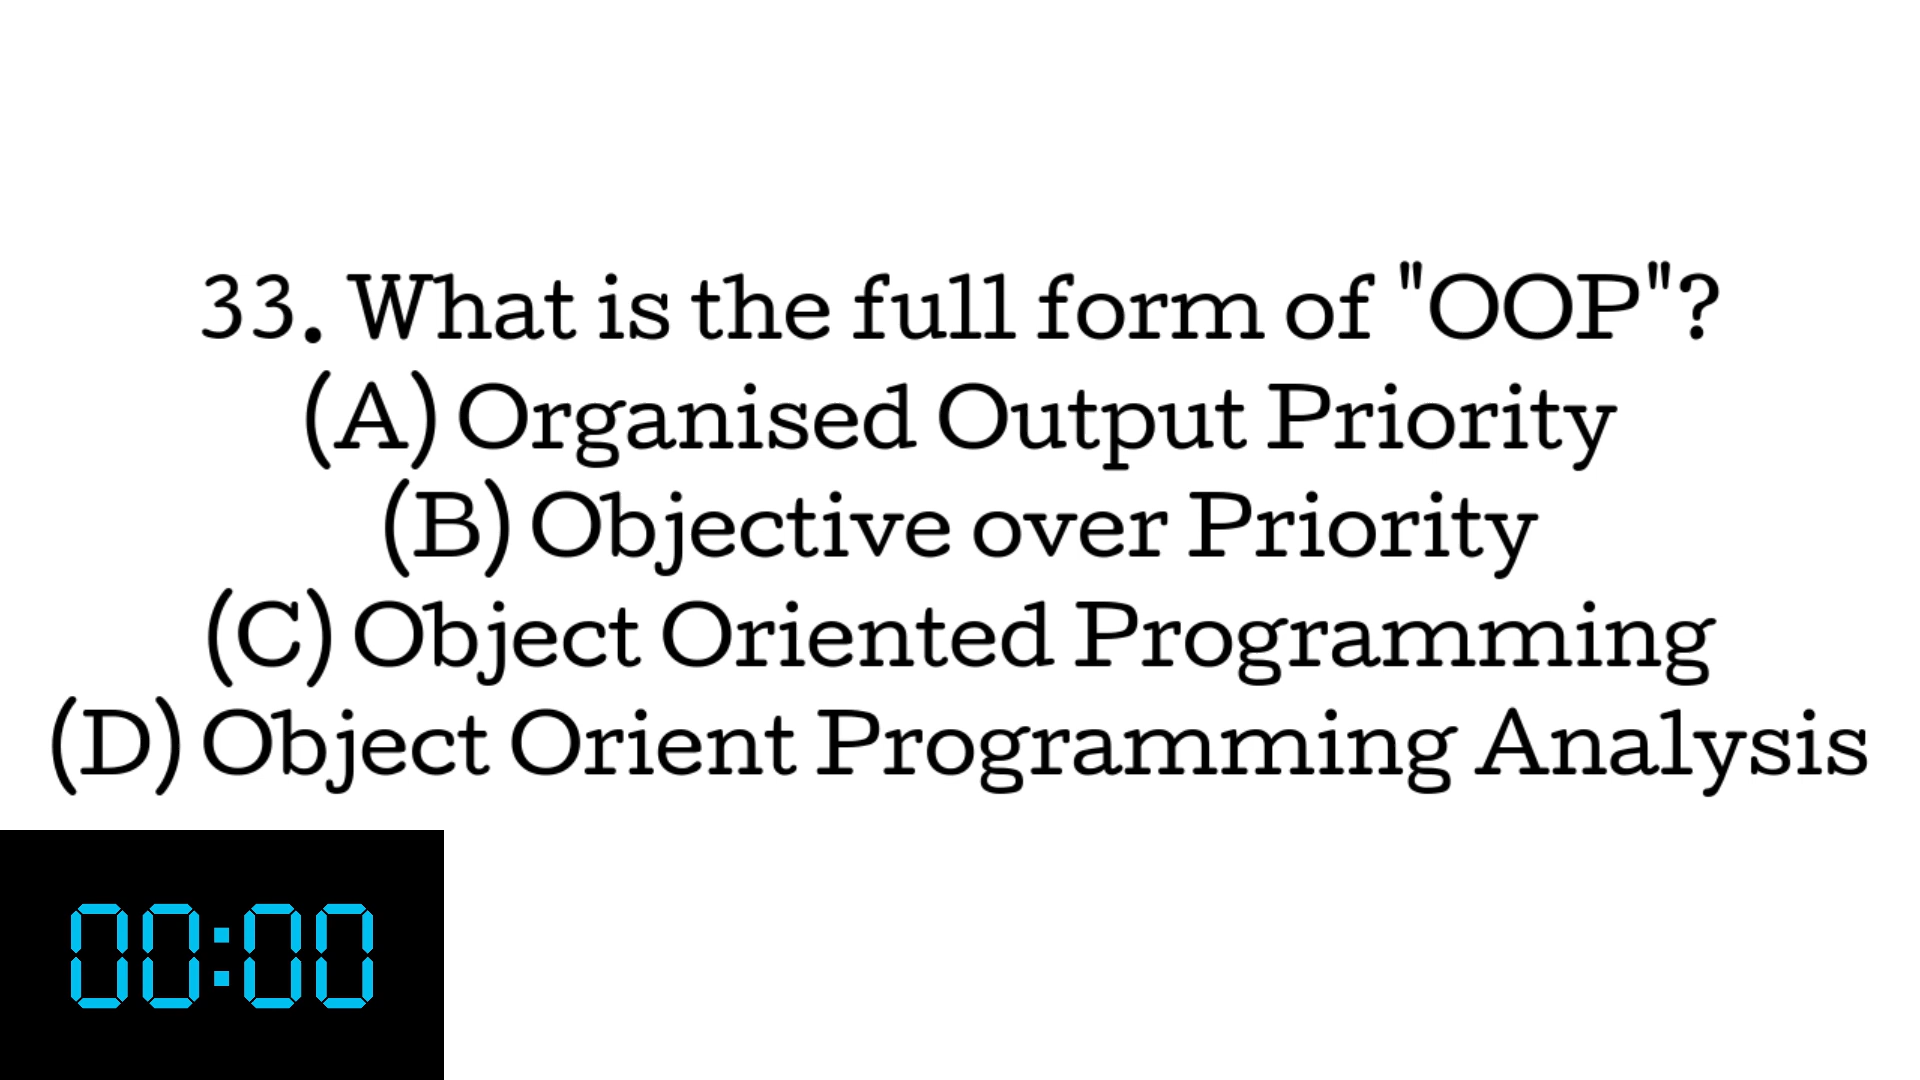 33. What is the full form of "OOP"?
(A) Organised Output Priority
(B) Objective over Priority
(C) Object Oriented Programming
(D) Object Orient Programming Analysis
00:00